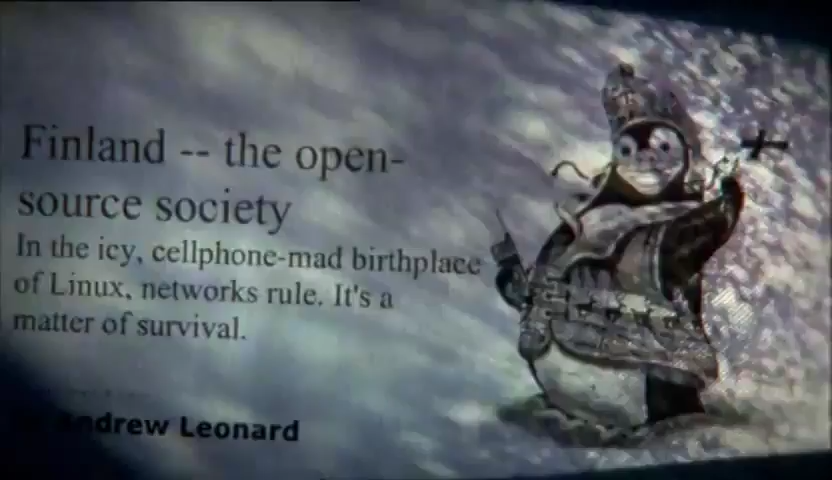 Finland -- the open-
source society
In the icy, cellphone-mad birthplace
of Linux, networks rule. It's a
matter of survival.
Andrew Leonard